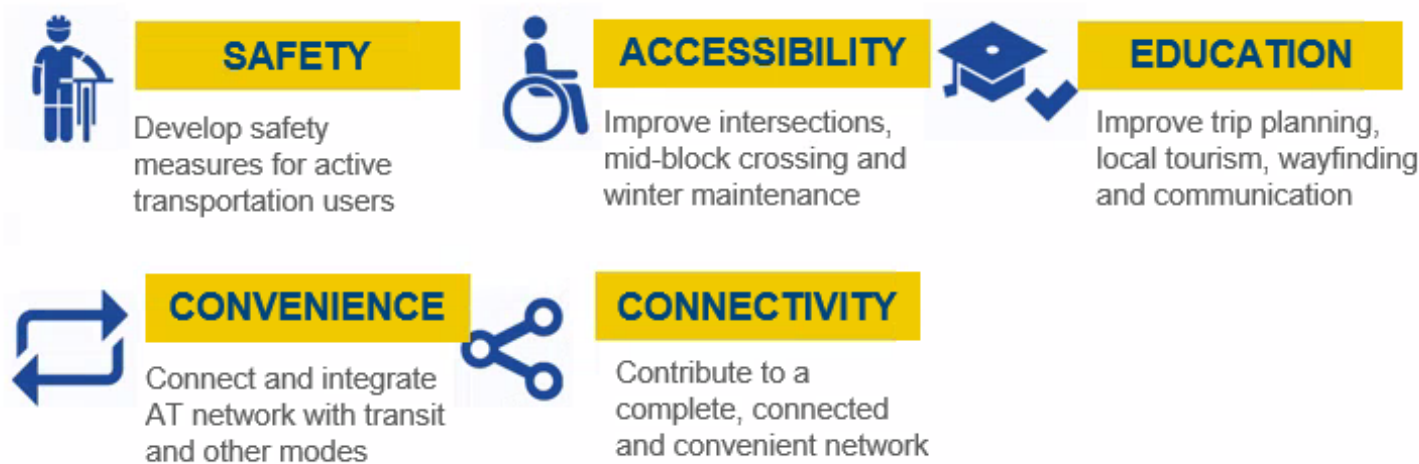 SAFETY
Develop safety
measures for active
transportation users
ACCESSIBILITY
Improve intersections,
mid-block crossing and
winter maintenance
EDUCATION
Improve trip planning,
local tourism, wayfinding
and communication
CONVENIENCE
Connect and integrate
AT network with transit
and other modes
CONNECTIVITY
Contribute to a
complete, connected
and convenient network